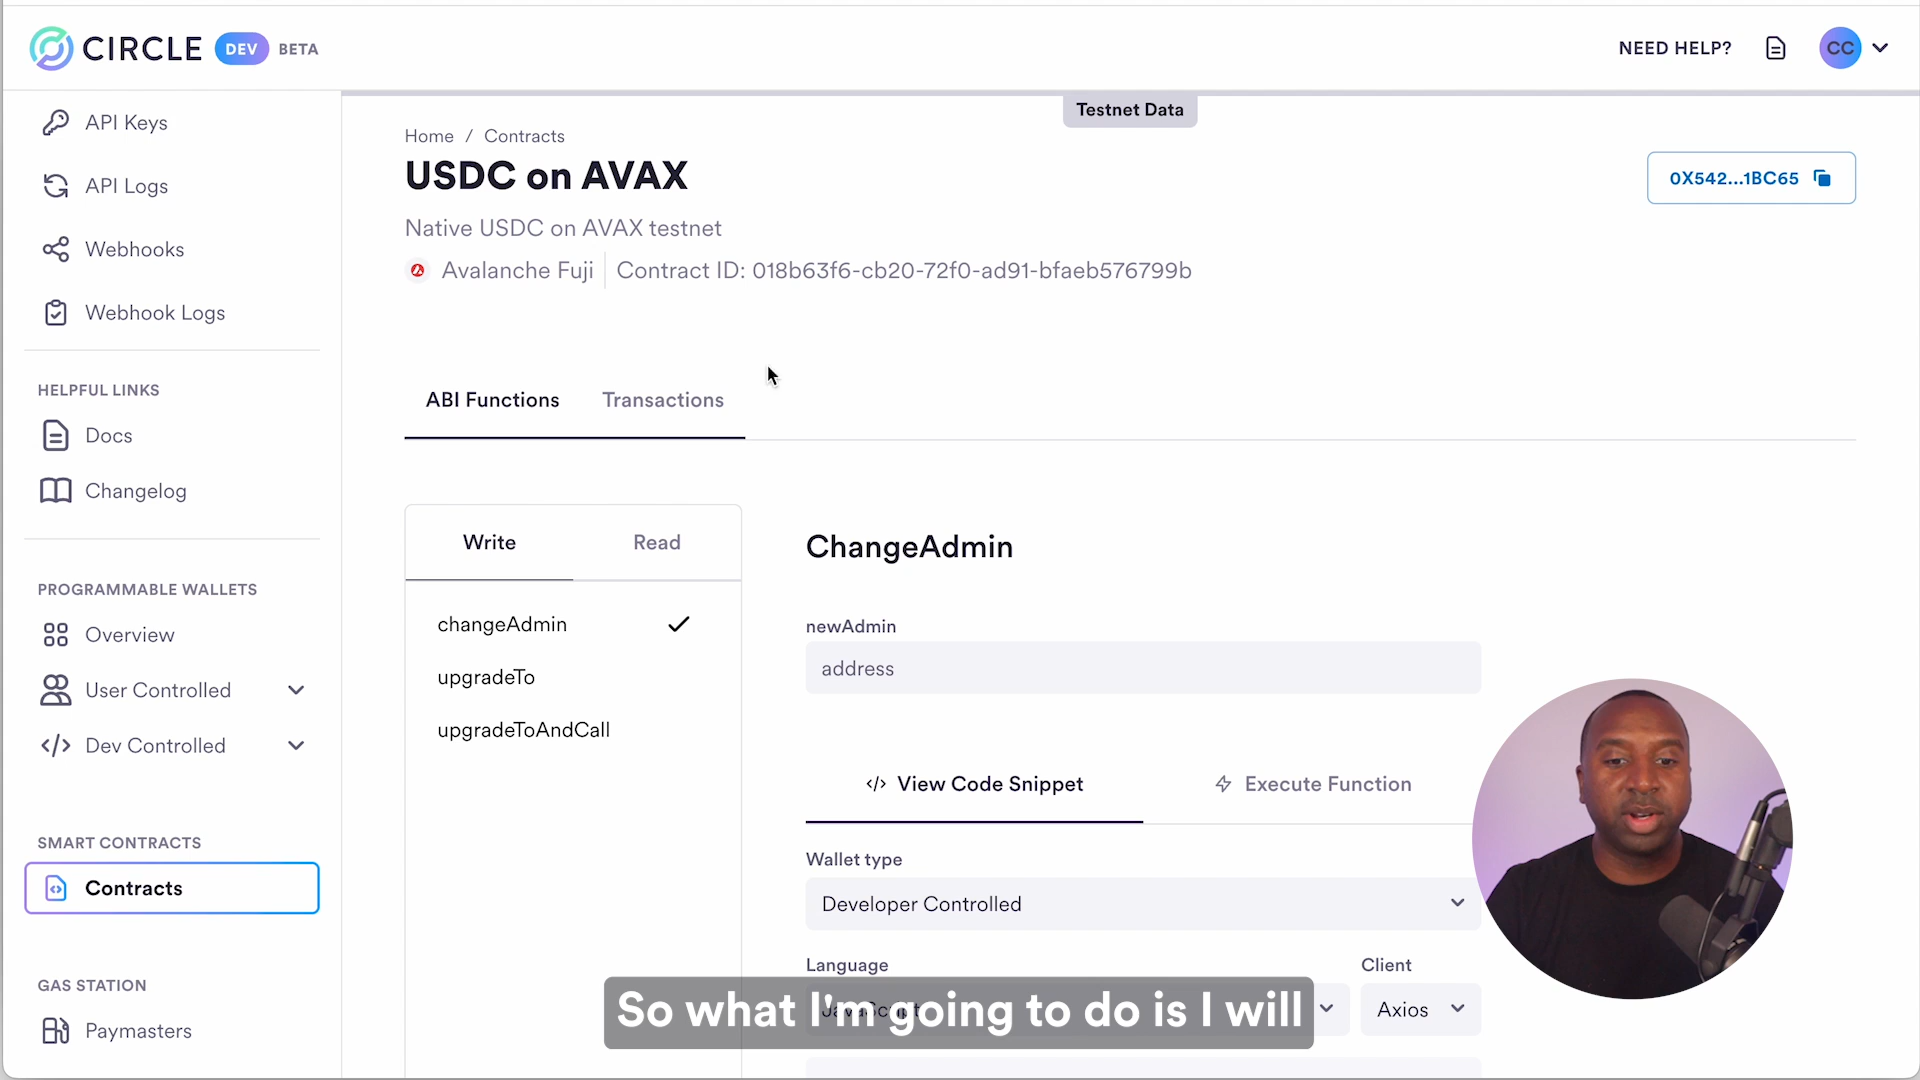 CIRCLE DEV BETA
NEED HELP? CC
API Keys
API Logs
Webhooks
Webhook Logs
HELPFUL LINKS
Docs
Changelog
PROGRAMMABLE WALLETS
Overview
User Controlled
Dev Controlled
SMART CONTRACTS
Contracts
GAS STATION
Paymasters
Testnet Data
Home / Contracts
USDC on AVAX
0X542...1BC65
Native USDC on AVAX testnet
Avalanche Fuji Contract ID: 018b63f6-cb20-72f0-ad91-bfaeb576799b
ABI Functions Transactions
Write Read
changeAdmin
upgradeTo
upgradeToAndCall
ChangeAdmin
newAdmin
address
</> View Code Snippet Execute Function
Wallet type
Developer Controlled
Language Client
JavaScript Axios
So what I'm going to do is I will